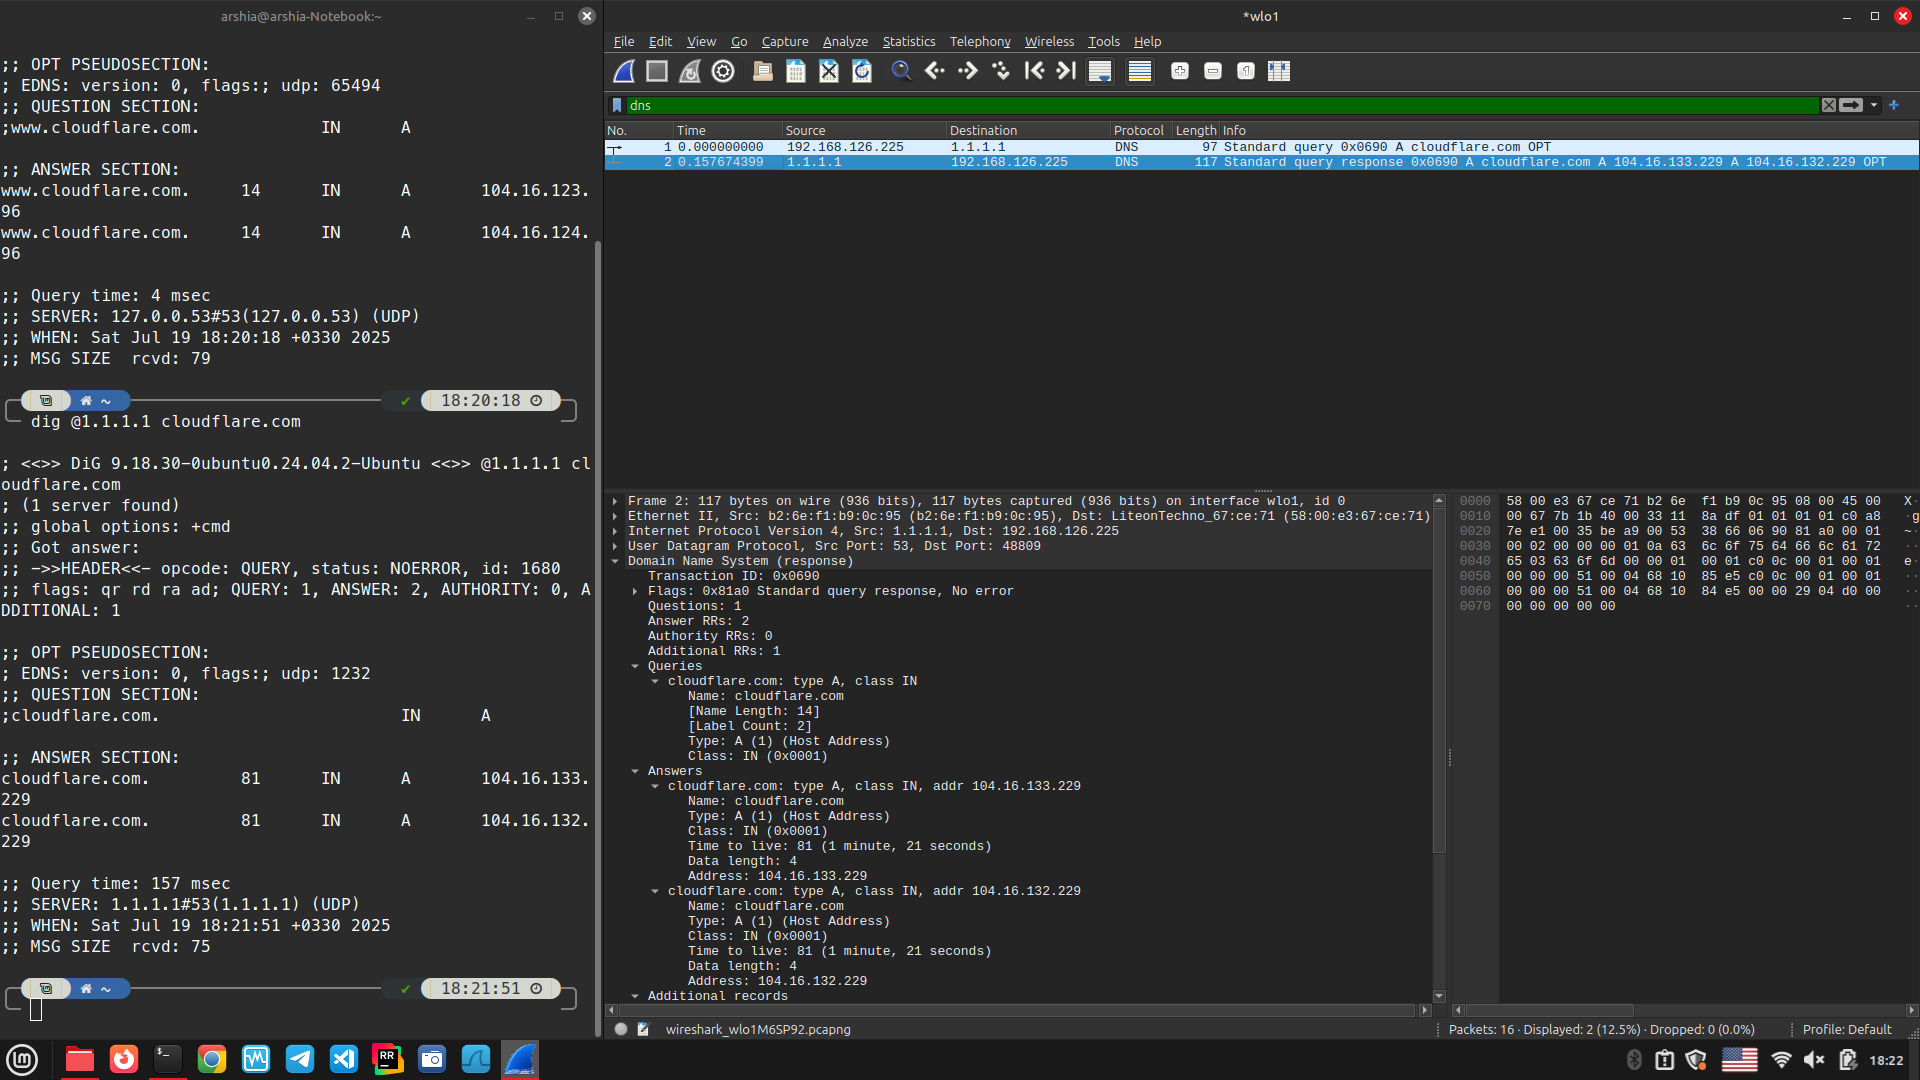 arshia@arshia-Notebook:~
;; OPT PSEUDOSECTION:
; EDNS: version: 0, flags:; udp: 65494
;; QUESTION SECTION:
;www.cloudflare.com. IN A
;; ANSWER SECTION:
www.cloudflare.com. 14 IN A 104.16.123.
96
www.cloudflare.com. 14 IN A 104.16.124.
96
;; Query time: 4 msec
;; SERVER: 127.0.0.53#53(127.0.0.53) (UDP)
;; WHEN: Sat Jul 19 18:20:18 +0330 2025
;; MSG SIZE rcvd: 79
~ ✔ 18:20:18
dig @1.1.1.1 cloudflare.com
; <<>> DiG 9.18.30-0ubuntu0.24.04.2-Ubuntu <<>> @1.1.1.1 cl
oudflare.com
; (1 server found)
;; global options: +cmd
;; Got answer:
;; ->>HEADER<<- opcode: QUERY, status: NOERROR, id: 1680
;; flags: qr rd ra ad; QUERY: 1, ANSWER: 2, AUTHORITY: 0, A
DDITIONAL: 1
;; OPT PSEUDOSECTION:
; EDNS: version: 0, flags:; udp: 1232
;; QUESTION SECTION:
;cloudflare.com. IN A
;; ANSWER SECTION:
cloudflare.com. 81 IN A 104.16.133.
229
cloudflare.com. 81 IN A 104.16.132.
229
;; Query time: 157 msec
;; SERVER: 1.1.1.1#53(1.1.1.1) (UDP)
;; WHEN: Sat Jul 19 18:21:51 +0330 2025
;; MSG SIZE rcvd: 75
~ ✔ 18:21:51
*wlo1
File Edit View Go Capture Analyze Statistics Telephony Wireless Tools Help
dns
No. Time Source Destination Protocol Length Info
1 0.000000000 192.168.126.225 1.1.1.1 DNS 97 Standard query 0x0690 A cloudflare.com OPT
2 0.157674399 1.1.1.1 192.168.126.225 DNS 117 Standard query response 0x0690 A cloudflare.com A 104.16.133.229 A 104.16.132.229 OPT
Frame 2: 117 bytes on wire (936 bits), 117 bytes captured (936 bits) on interface wlo1, id 0
Ethernet II, Src: b2:6e:f1:b9:0c:95 (b2:6e:f1:b9:0c:95), Dst: LiteonTechno_67:ce:71 (58:00:e3:67:ce:71)
Internet Protocol Version 4, Src: 1.1.1.1, Dst: 192.168.126.225
User Datagram Protocol, Src Port: 53, Dst Port: 48809
Domain Name System (response)
Transaction ID: 0x0690
Flags: 0x81a0 Standard query response, No error
Questions: 1
Answer RRs: 2
Authority RRs: 0
Additional RRs: 1
Queries
cloudflare.com: type A, class IN
Name: cloudflare.com
[Name Length: 14]
[Label Count: 2]
Type: A (1) (Host Address)
Class: IN (0x0001)
Answers
cloudflare.com: type A, class IN, addr 104.16.133.229
Name: cloudflare.com
Type: A (1) (Host Address)
Class: IN (0x0001)
Time to live: 81 (1 minute, 21 seconds)
Data length: 4
Address: 104.16.133.229
cloudflare.com: type A, class IN, addr 104.16.132.229
Name: cloudflare.com
Type: A (1) (Host Address)
Class: IN (0x0001)
Time to live: 81 (1 minute, 21 seconds)
Data length: 4
Address: 104.16.132.229
Additional records
0000 58 00 e3 67 ce 71 b2 6e f1 b9 0c 95 08 00 45 00 X·
0010 00 67 7b 1b 40 00 33 11 8a df 01 01 01 01 c0 a8 ·g
0020 7e e1 00 35 be a9 00 53 38 66 06 90 81 a0 00 01 ~·
0030 00 02 00 00 00 01 0a 63 6c 6f 75 64 66 6c 61 72 ··
0040 65 03 63 6f 6d 00 00 01 00 01 c0 0c 00 01 00 01 e·
0050 00 00 00 51 00 04 68 10 85 e5 c0 0c 00 01 00 01 ··
0060 00 00 00 51 00 04 68 10 84 e5 00 00 29 04 d0 00 ··
0070 00 00 00 00 00 ··
wireshark_wlo1M6SP92.pcapng
Packets: 16 · Displayed: 2 (12.5%) · Dropped: 0 (0.0%)
Profile: Default
RR
18:22